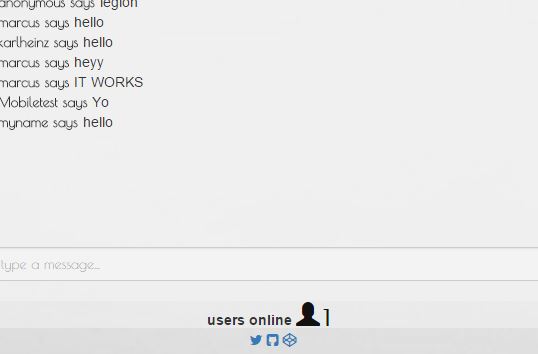 anonymous says legion
marcus says hello
karlheinz says hello
marcus says heyy
marcus says IT WORKS
Mobiletest says Yo
myname says hello
type a message...
users online 1